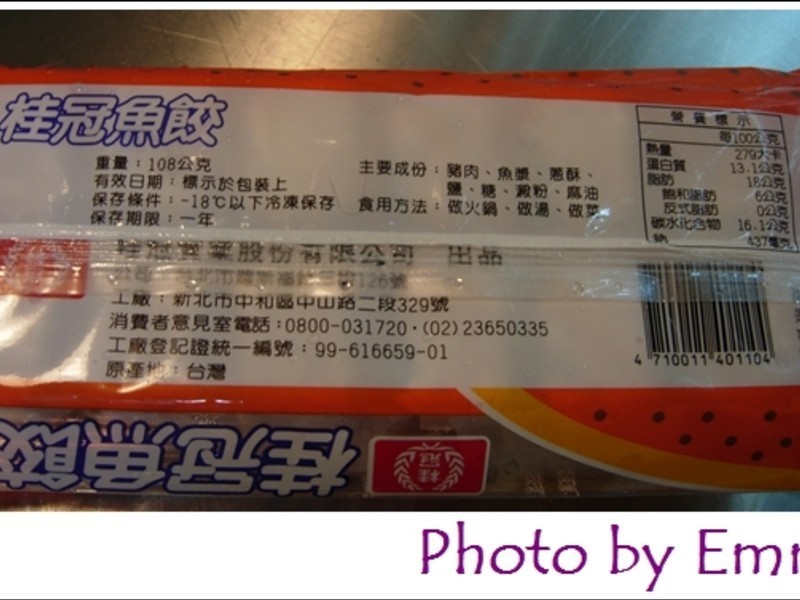 桂冠魚餃
重量：108公克
有效日期：標示於包裝上
保存條件：-18℃以下冷凍保存
保存期限：一年
主要成份：豬肉、魚漿、蔥酥、
鹽、糖、澱粉、麻油
食用方法：做火鍋、做湯、做菜
營養標示
每100公克
熱量 279大卡
蛋白質 13.1公克
脂肪 18公克
飽和脂肪 6公克
反式脂肪 0公克
碳水化合物 16.1公克
鈉 437毫克
桂冠實業股份有限公司 出品
工廠：新北市中和區中山路二段329號
消費者意見室電話：0800-031720·(02)23650335
工廠登記證統一編號：99-616659-01
原產地：台灣
4 710011 401104
桂冠魚餃
桂冠
Photo by Em